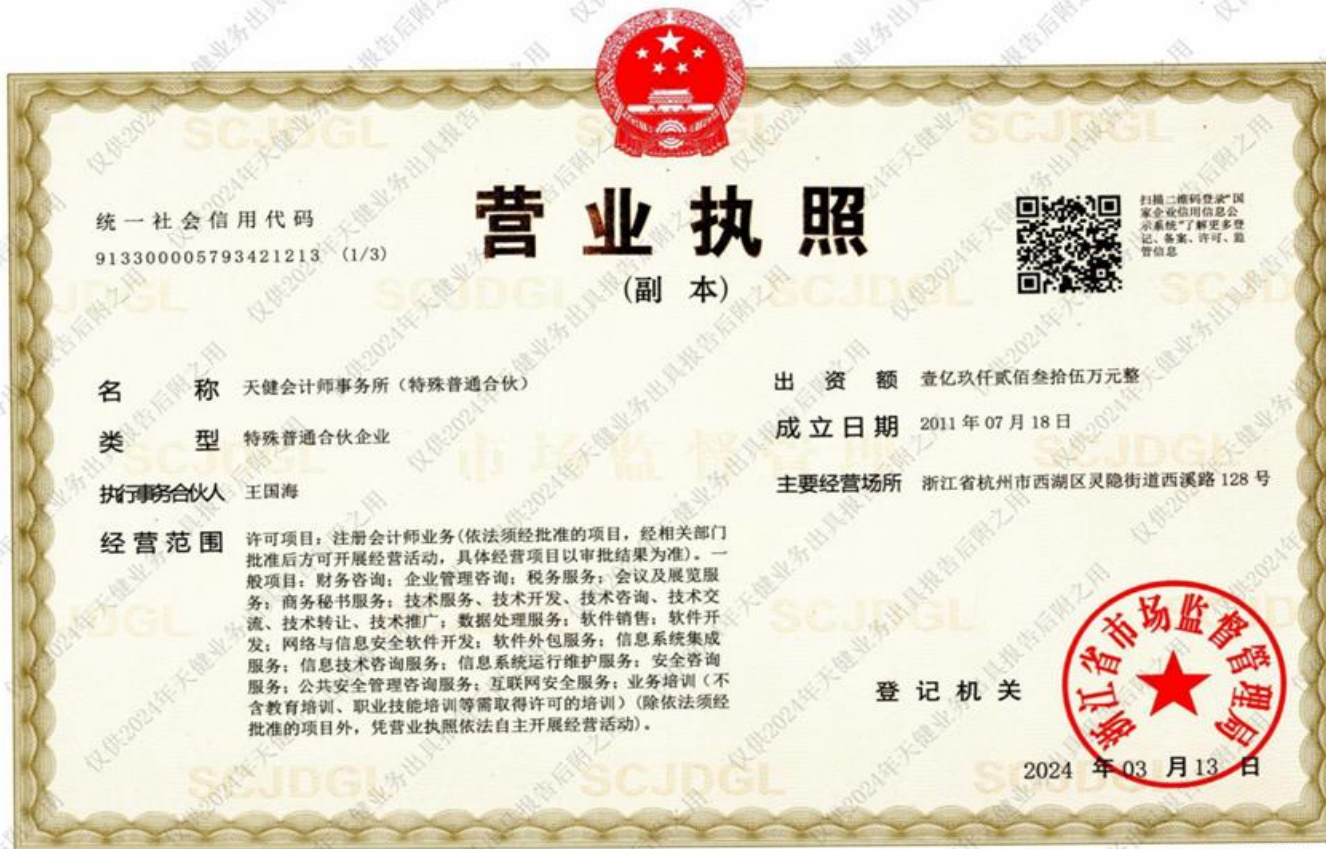 统一社会信用代码
913300005793421213 (1/3)
营业执照
(副 本)
扫描二维码登录“国
家企业信用信息公
示系统”了解更多登
记、备案、许可、监
管信息
名 称 天健会计师事务所（特殊普通合伙）
类 型 特殊普通合伙企业
执行事务合伙人 王国海
经营范围 许可项目：注册会计师业务(依法须经批准的项目，经相关部门
批准后方可开展经营活动，具体经营项目以审批结果为准)。一
般项目：财务咨询；企业管理咨询；税务服务；会议及展览服
务；商务秘书服务；技术服务、技术开发、技术咨询、技术交
流、技术转让、技术推广；数据处理服务；软件销售；软件开
发；网络与信息安全软件开发；软件外包服务；信息系统集成
服务；信息技术咨询服务；信息系统运行维护服务；安全咨询
服务；公共安全管理咨询服务；互联网安全服务；业务培训（不
含教育培训、职业技能培训等需取得许可的培训）(除依法须经
批准的项目外，凭营业执照依法自主开展经营活动)。
出 资 额 壹亿玖仟贰佰叁拾伍万元整
成立日期 2011 年 07 月 18 日
主要经营场所 浙江省杭州市西湖区灵隐街道西溪路 128 号
登记机关
浙江省市场监督管理局
2024 年 03 月 13 日
SCJDGL
市场监督管理
仅供2024年天健业务出具报告后附之用